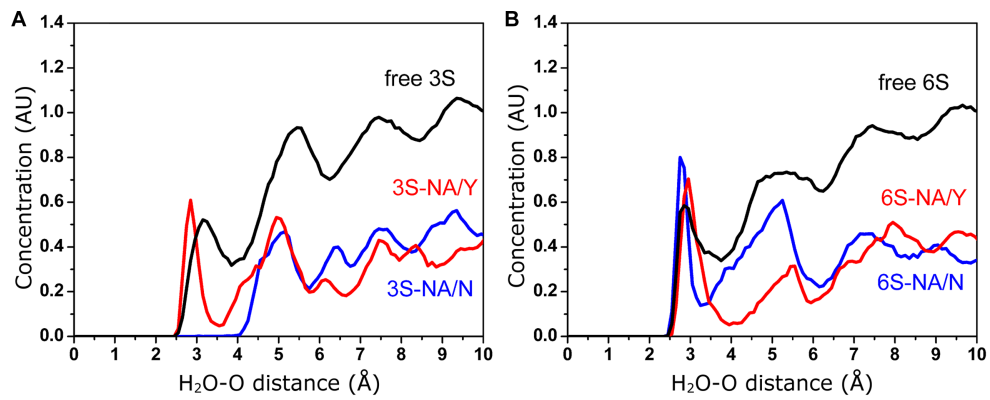 A
1.4
1.2
1.0
0.8
0.6
0.4
0.2
0.0
Concentration (AU)
free 3S
3S-NA/Y
3S-NA/N
0 1 2 3 4 5 6 7 8 9 10
H₂O-O distance (Å)
B
1.4
1.2
1.0
0.8
0.6
0.4
0.2
0.0
Concentration (AU)
free 6S
6S-NA/Y
6S-NA/N
0 1 2 3 4 5 6 7 8 9 10
H₂O-O distance (Å)